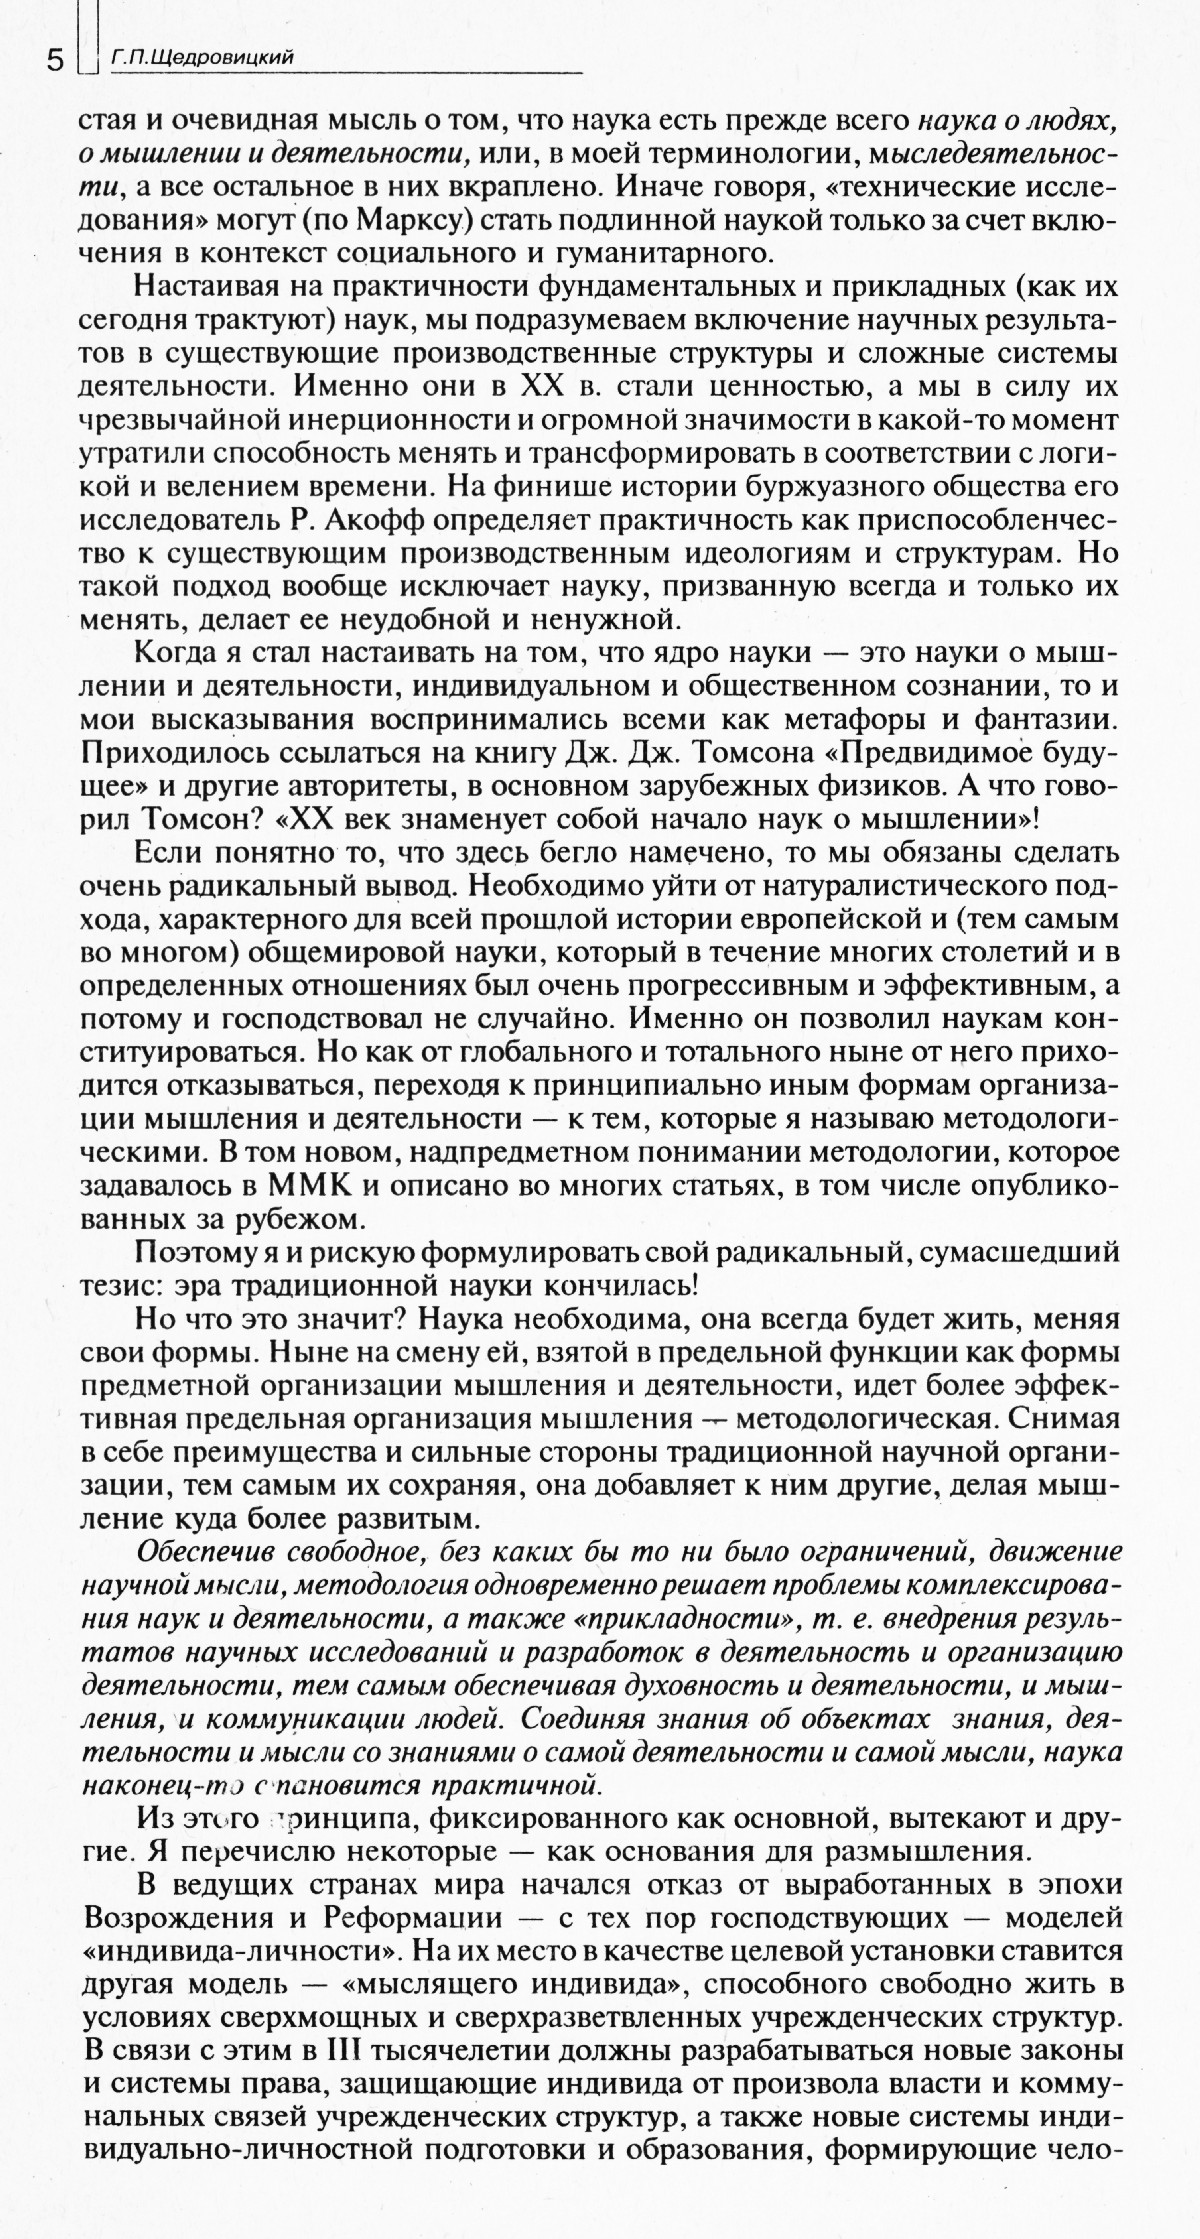 5 Г.П.Щедровицкий
стая и очевидная мысль о том, что наука есть прежде всего наука о людях,
о мышлении и деятельности, или, в моей терминологии, мыследеятельнос-
ти, а все остальное в них вкраплено. Иначе говоря, «технические иссле-
дования» могут (по Марксу) стать подлинной наукой только за счет вклю-
чения в контекст социального и гуманитарного.
Настаивая на практичности фундаментальных и прикладных (как их
сегодня трактуют) наук, мы подразумеваем включение научных результа-
тов в существующие производственные структуры и сложные системы
деятельности. Именно они в XX в. стали ценностью, а мы в силу их
чрезвычайной инерционности и огромной значимости в какой-то момент
утратили способность менять и трансформировать в соответствии с логи-
кой и велением времени. На финише истории буржуазного общества его
исследователь Р. Акофф определяет практичность как приспособленчес-
тво к существующим производственным идеологиям и структурам. Но
такой подход вообще исключает науку, призванную всегда и только их
менять, делает ее неудобной и ненужной.
Когда я стал настаивать на том, что ядро науки — это науки о мыш-
лении и деятельности, индивидуальном и общественном сознании, то и
мои высказывания воспринимались всеми как метафоры и фантазии.
Приходилось ссылаться на книгу Дж. Дж. Томсона «Предвидимое буду-
щее» и другие авторитеты, в основном зарубежных физиков. А что гово-
рил Томсон? «XX век знаменует собой начало наук о мышлении»!
Если понятно то, что здесь бегло намечено, то мы обязаны сделать
очень радикальный вывод. Необходимо уйти от натуралистического под-
хода, характерного для всей прошлой истории европейской и (тем самым
во многом) общемировой науки, который в течение многих столетий и в
определенных отношениях был очень прогрессивным и эффективным, а
потому и господствовал не случайно. Именно он позволил наукам кон-
ституироваться. Но как от глобального и тотального ныне от него прихо-
дится отказываться, переходя к принципиально иным формам организа-
ции мышления и деятельности — к тем, которые я называю методологи-
ческими. В том новом, надпредметном понимании методологии, которое
задавалось в ММК и описано во многих статьях, в том числе опублико-
ванных за рубежом.
Поэтому я и рискую формулировать свой радикальный, сумасшедший
тезис: эра традиционной науки кончилась!
Но что это значит? Наука необходима, она всегда будет жить, меняя
свои формы. Ныне на смену ей, взятой в предельной функции как формы
предметной организации мышления и деятельности, идет более эффек-
тивная предельная организация мышления — методологическая. Снимая
в себе преимущества и сильные стороны традиционной научной органи-
зации, тем самым их сохраняя, она добавляет к ним другие, делая мыш-
ление куда более развитым.
Обеспечив свободное, без каких бы то ни было ограничений, движение
научной мысли, методология одновременно решает проблемы комплексирова-
ния наук и деятельности, а также «прикладности», т. е. внедрения резуль-
татов научных исследований и разработок в деятельность и организацию
деятельности, тем самым обеспечивая духовность и деятельности, и мыш-
ления, и коммуникации людей. Соединяя знания об объектах знания, дея-
тельности и мысли со знаниями о самой деятельности и самой мысли, наука
наконец-то становится практичной.
Из этого принципа, фиксированного как основной, вытекают и дру-
гие. Я перечислю некоторые — как основания для размышления.
В ведущих странах мира начался отказ от выработанных в эпохи
Возрождения и Реформации — с тех пор господствующих — моделей
«индивида-личности». На их место в качестве целевой установки ставится
другая модель — «мыслящего индивида», способного свободно жить в
условиях сверхмощных и сверхразветвленных учрежденческих структур.
В связи с этим в III тысячелетии должны разрабатываться новые законы
и системы права, защищающие индивида от произвола власти и комму-
нальных связей учрежденческих структур, а также новые системы инди-
видуально-личностной подготовки и образования, формирующие чело-